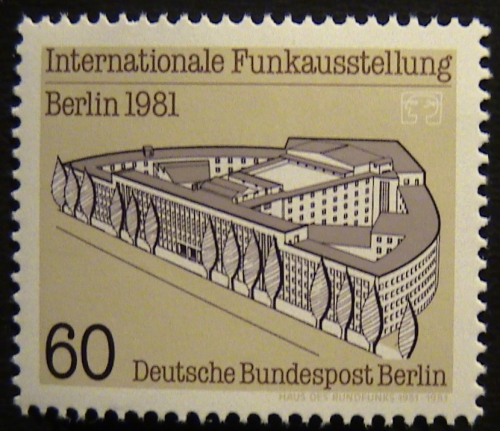 Internationale Funkausstellung
Berlin 1981
60
Deutsche Bundespost Berlin
HAUS DES RUNDFUNKS 1931 1981